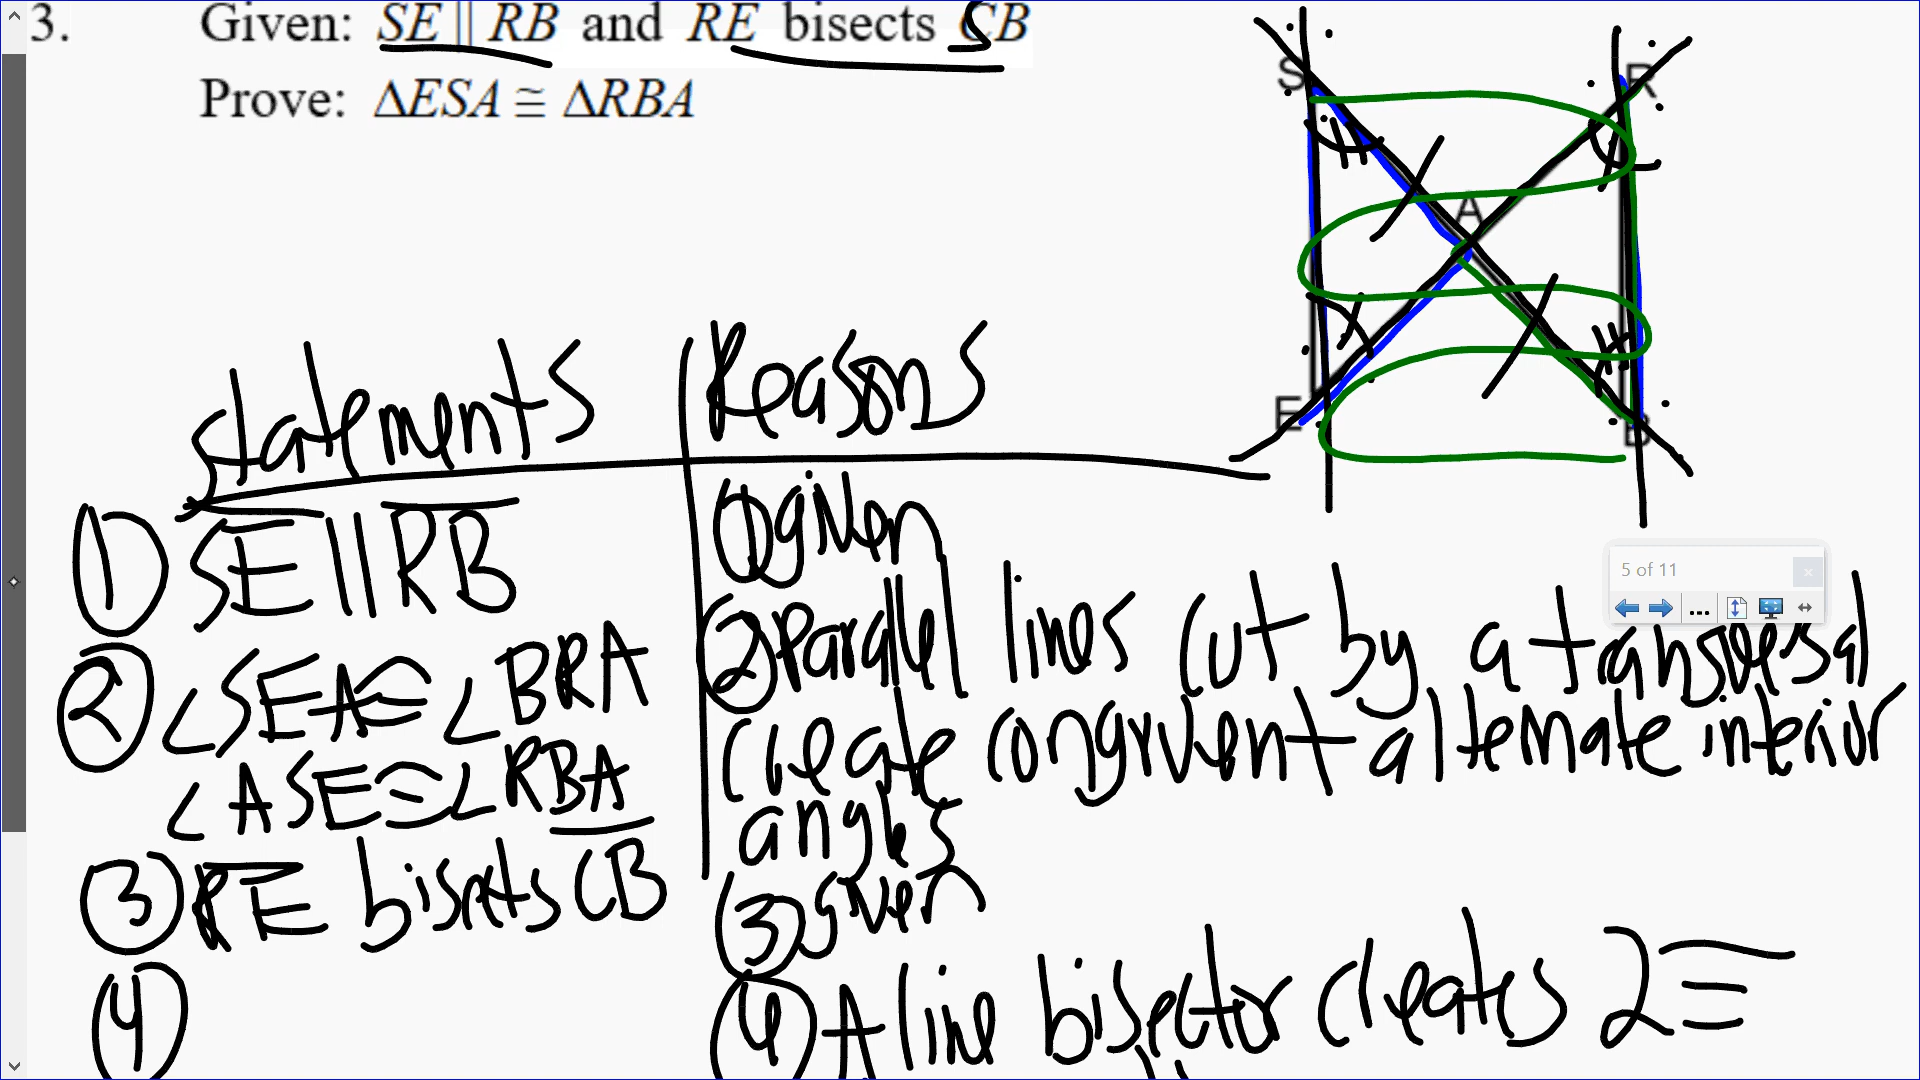 3. Given: SE || RB and RE bisects SB
Prove: ΔESA ≅ ΔRBA
S
R
A
E
B
statements Reasons
① SE || RB ① given
② ∠SEA ≅ ∠BRA ② Parallel lines cut by a transversal
∠ASE ≅ ∠RBA create congruent alternate interior
angles
③ RE bisects CB ③ given
④ ④ A line bisector creates 2 ≅
5 of 11